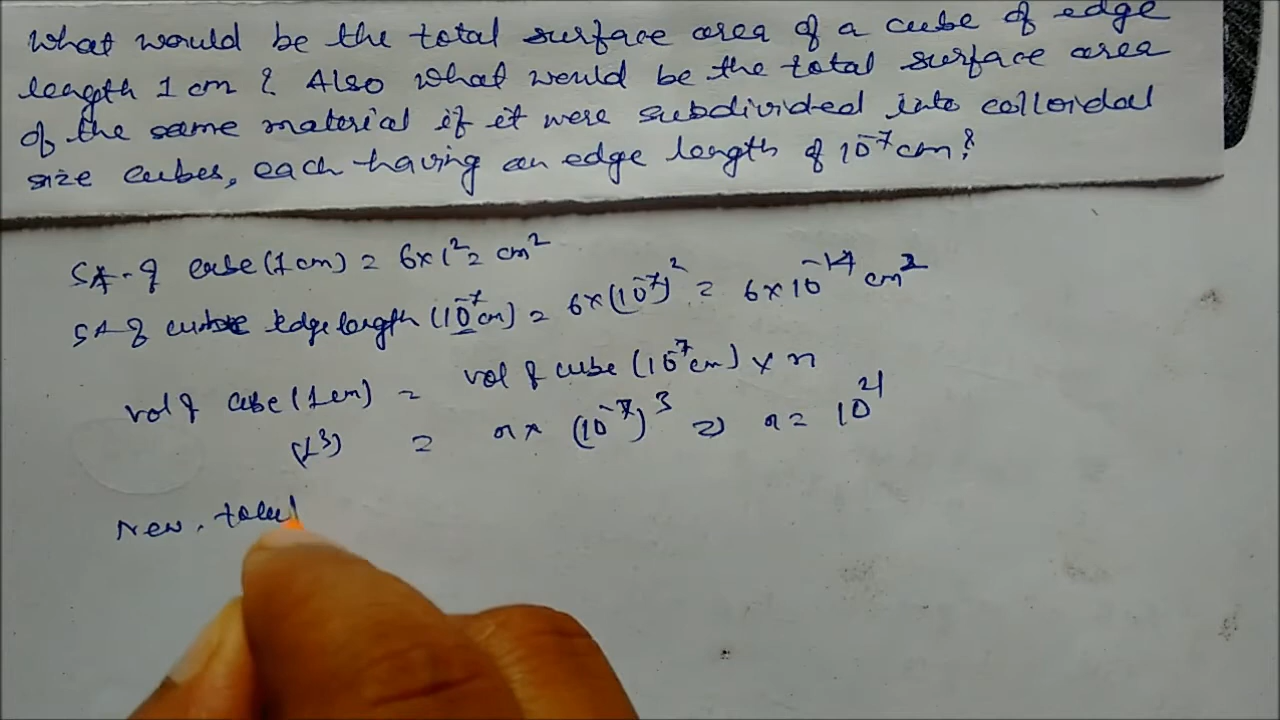 What would be the total surface area of a cube of edge
length 1 cm? Also what would be the total surface area
of the same material if it were subdivided into colloidal
size cubes, each having an edge length of 10⁻⁷ cm?
SA. of cube (1 cm) = 6×1² = cm²
SA of cube edge length (10⁻⁷ cm) = 6×(10⁻⁷)² = 6×10⁻¹⁴ cm²
vol of cube (1 cm) = vol of cube (10⁻⁷ cm) × n
(1³) = n× (10⁻⁷)³ ⇒ n = 10²¹
New. total